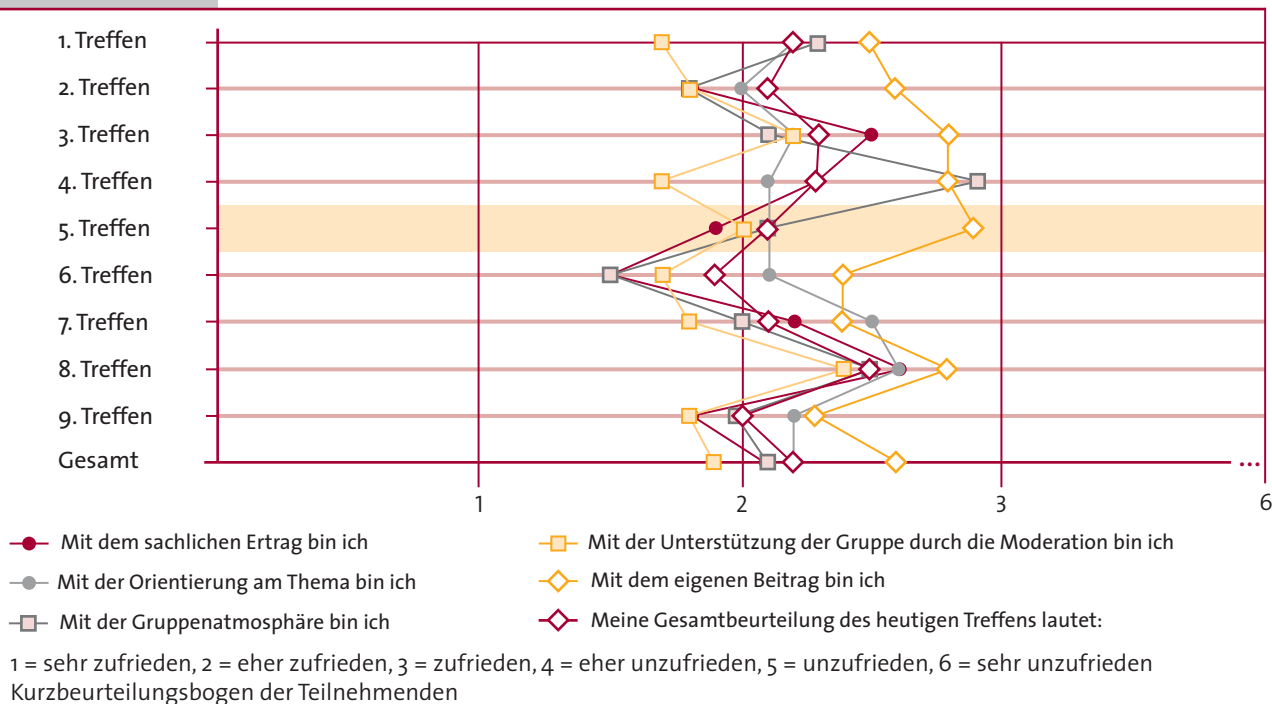 1. Treffen
2. Treffen
3. Treffen
4. Treffen
5. Treffen
6. Treffen
7. Treffen
8. Treffen
9. Treffen
Gesamt
...
1 2 3 6
Mit dem sachlichen Ertrag bin ich
Mit der Orientierung am Thema bin ich
Mit der Gruppenatmosphäre bin ich
Mit der Unterstützung der Gruppe durch die Moderation bin ich
Mit dem eigenen Beitrag bin ich
Meine Gesamtbeurteilung des heutigen Treffens lautet:
1 = sehr zufrieden, 2 = eher zufrieden, 3 = zufrieden, 4 = eher unzufrieden, 5 = unzufrieden, 6 = sehr unzufrieden
Kurzbeurteilungsbogen der Teilnehmenden